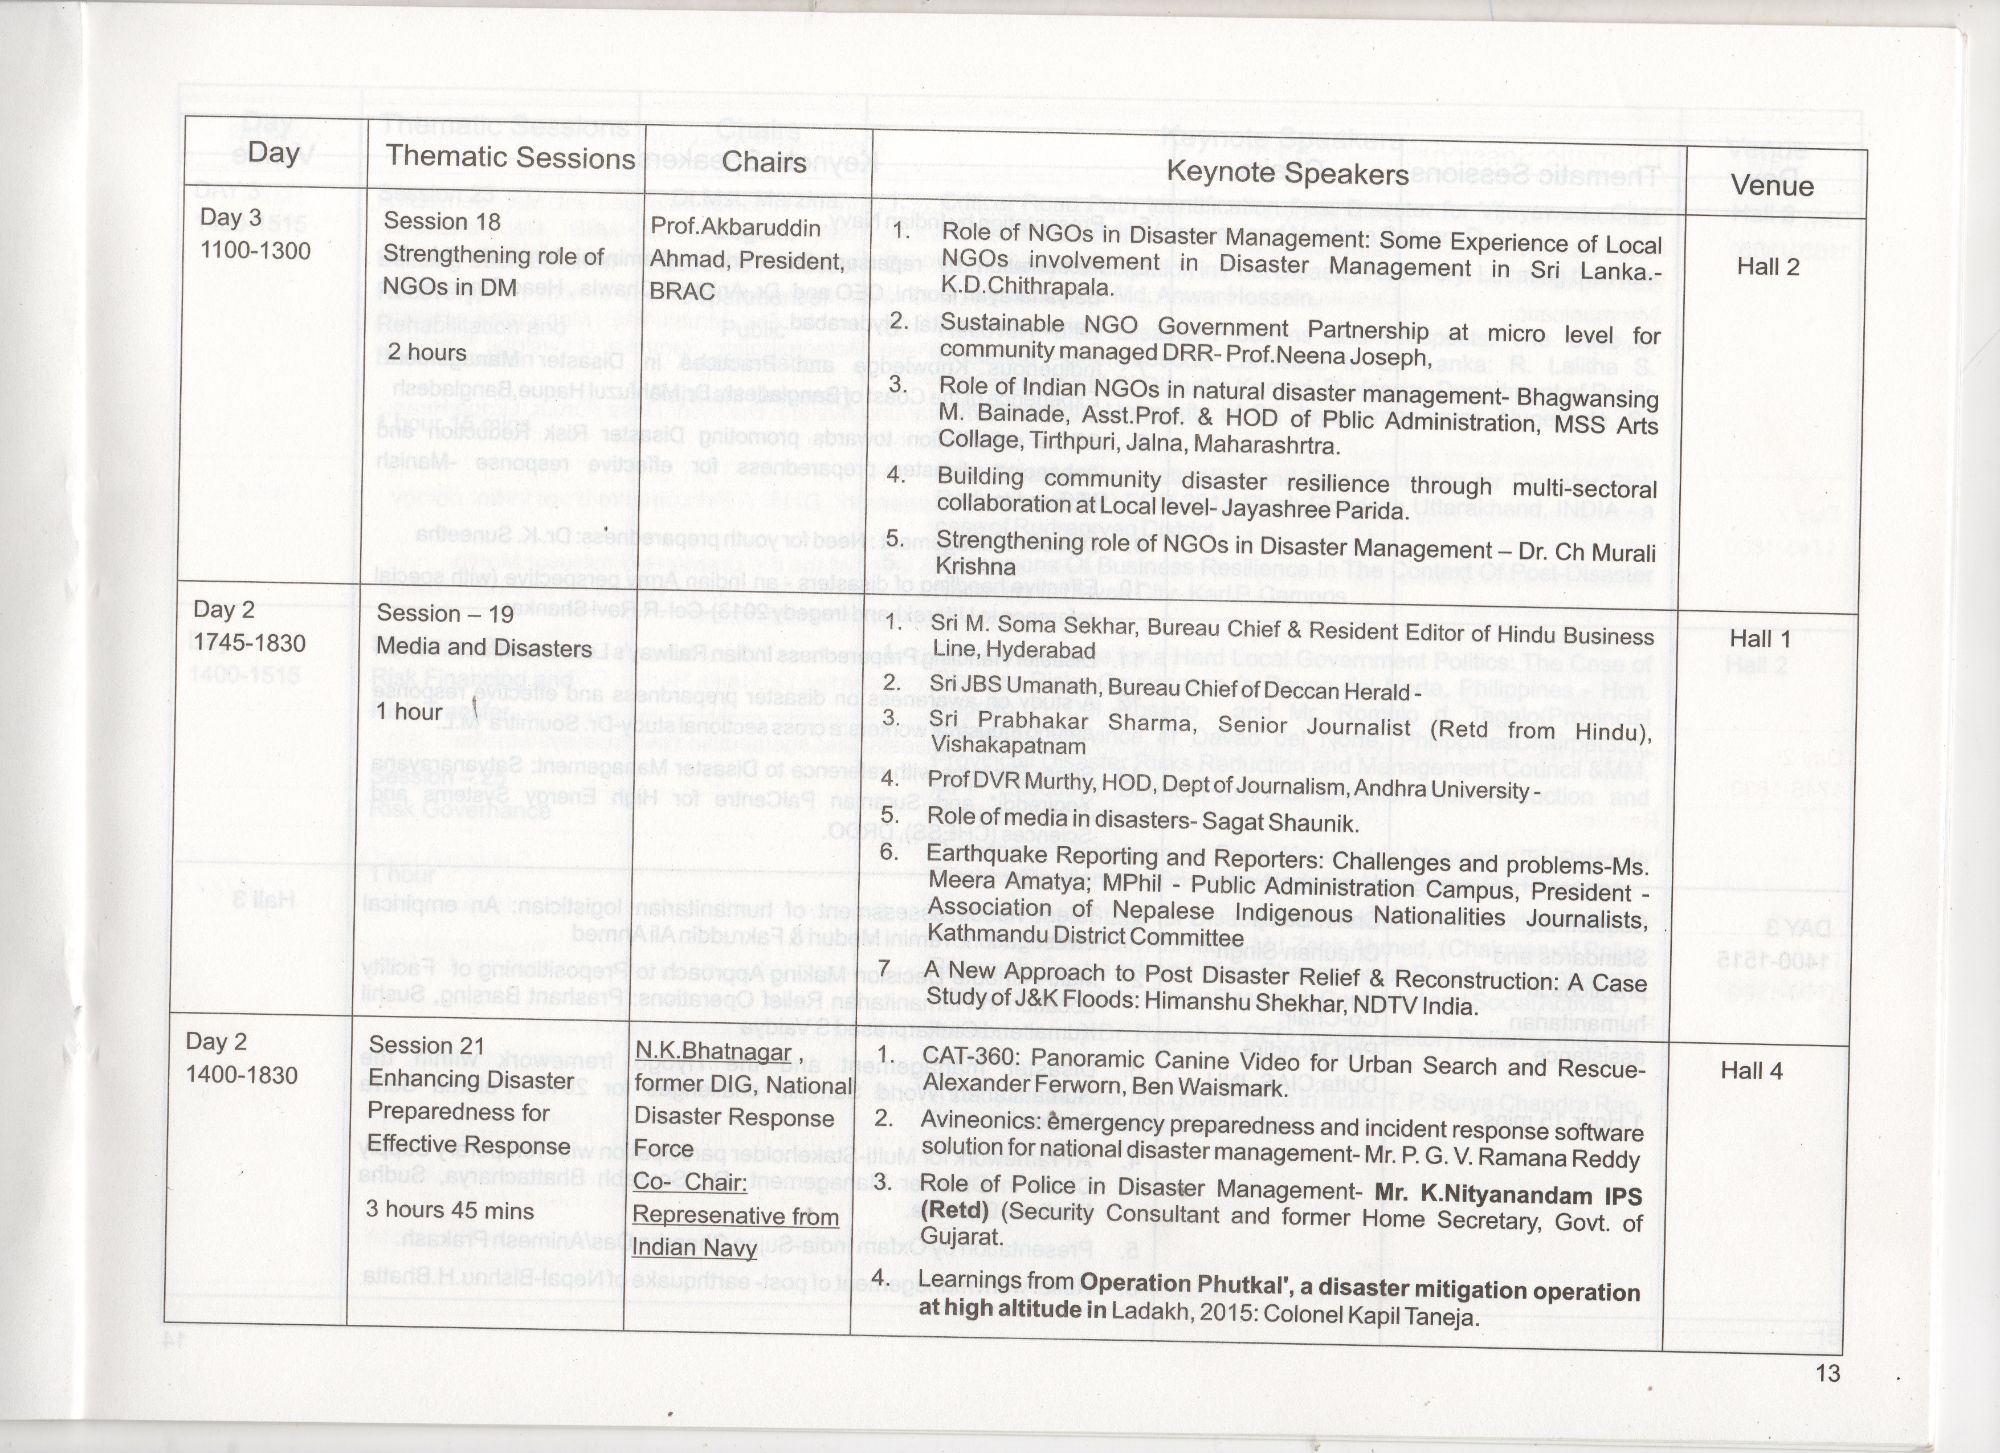 Day
Thematic Sessions
Chairs
Keynote Speakers
Venue
Day 3
1100-1300
Session 18
Strengthening role of
NGOs in DM
2 hours
Prof.Akbaruddin
Ahmad, President,
BRAC
1. Role of NGOs in Disaster Management: Some Experience of Local
NGOs involvement in Disaster Management in Sri Lanka.-
K.D.Chithrapala.
2. Sustainable NGO Government Partnership at micro level for
community managed DRR- Prof.Neena Joseph,
3. Role of Indian NGOs in natural disaster management- Bhagwansing
M. Bainade, Asst.Prof. & HOD of Pblic Administration, MSS Arts
Collage, Tirthpuri, Jalna, Maharashrtra.
4. Building community disaster resilience through multi-sectoral
collaboration at Local level- Jayashree Parida.
5. Strengthening role of NGOs in Disaster Management – Dr. Ch Murali
Krishna
Hall 2
Day 2
1745-1830
Session – 19
Media and Disasters
1 hour
1. Sri M. Soma Sekhar, Bureau Chief & Resident Editor of Hindu Business
Line, Hyderabad
2. Sri JBS Umanath, Bureau Chief of Deccan Herald -
3. Sri Prabhakar Sharma, Senior Journalist (Retd from Hindu),
Vishakapatnam
4. Prof DVR Murthy, HOD, Dept of Journalism, Andhra University -
5. Role of media in disasters- Sagat Shaunik.
6. Earthquake Reporting and Reporters: Challenges and problems-Ms.
Meera Amatya; MPhil - Public Administration Campus, President -
Association of Nepalese Indigenous Nationalities Journalists,
Kathmandu District Committee
7 A New Approach to Post Disaster Relief & Reconstruction: A Case
Study of J&K Floods: Himanshu Shekhar, NDTV India.
Hall 1
Day 2
1400-1830
Session 21
Enhancing Disaster
Preparedness for
Effective Response
3 hours 45 mins
N.K.Bhatnagar ,
former DIG, National
Disaster Response
Force
Co- Chair:
Represenative from
Indian Navy
1. CAT-360: Panoramic Canine Video for Urban Search and Rescue-
Alexander Ferworn, Ben Waismark.
2. Avineonics: emergency preparedness and incident response software
solution for national disaster management- Mr. P. G. V. Ramana Reddy
3. Role of Police in Disaster Management- Mr. K.Nityanandam IPS
(Retd) (Security Consultant and former Home Secretary, Govt. of
Gujarat.
4. Learnings from Operation Phutkal', a disaster mitigation operation
at high altitude in Ladakh, 2015: Colonel Kapil Taneja.
Hall 4
13